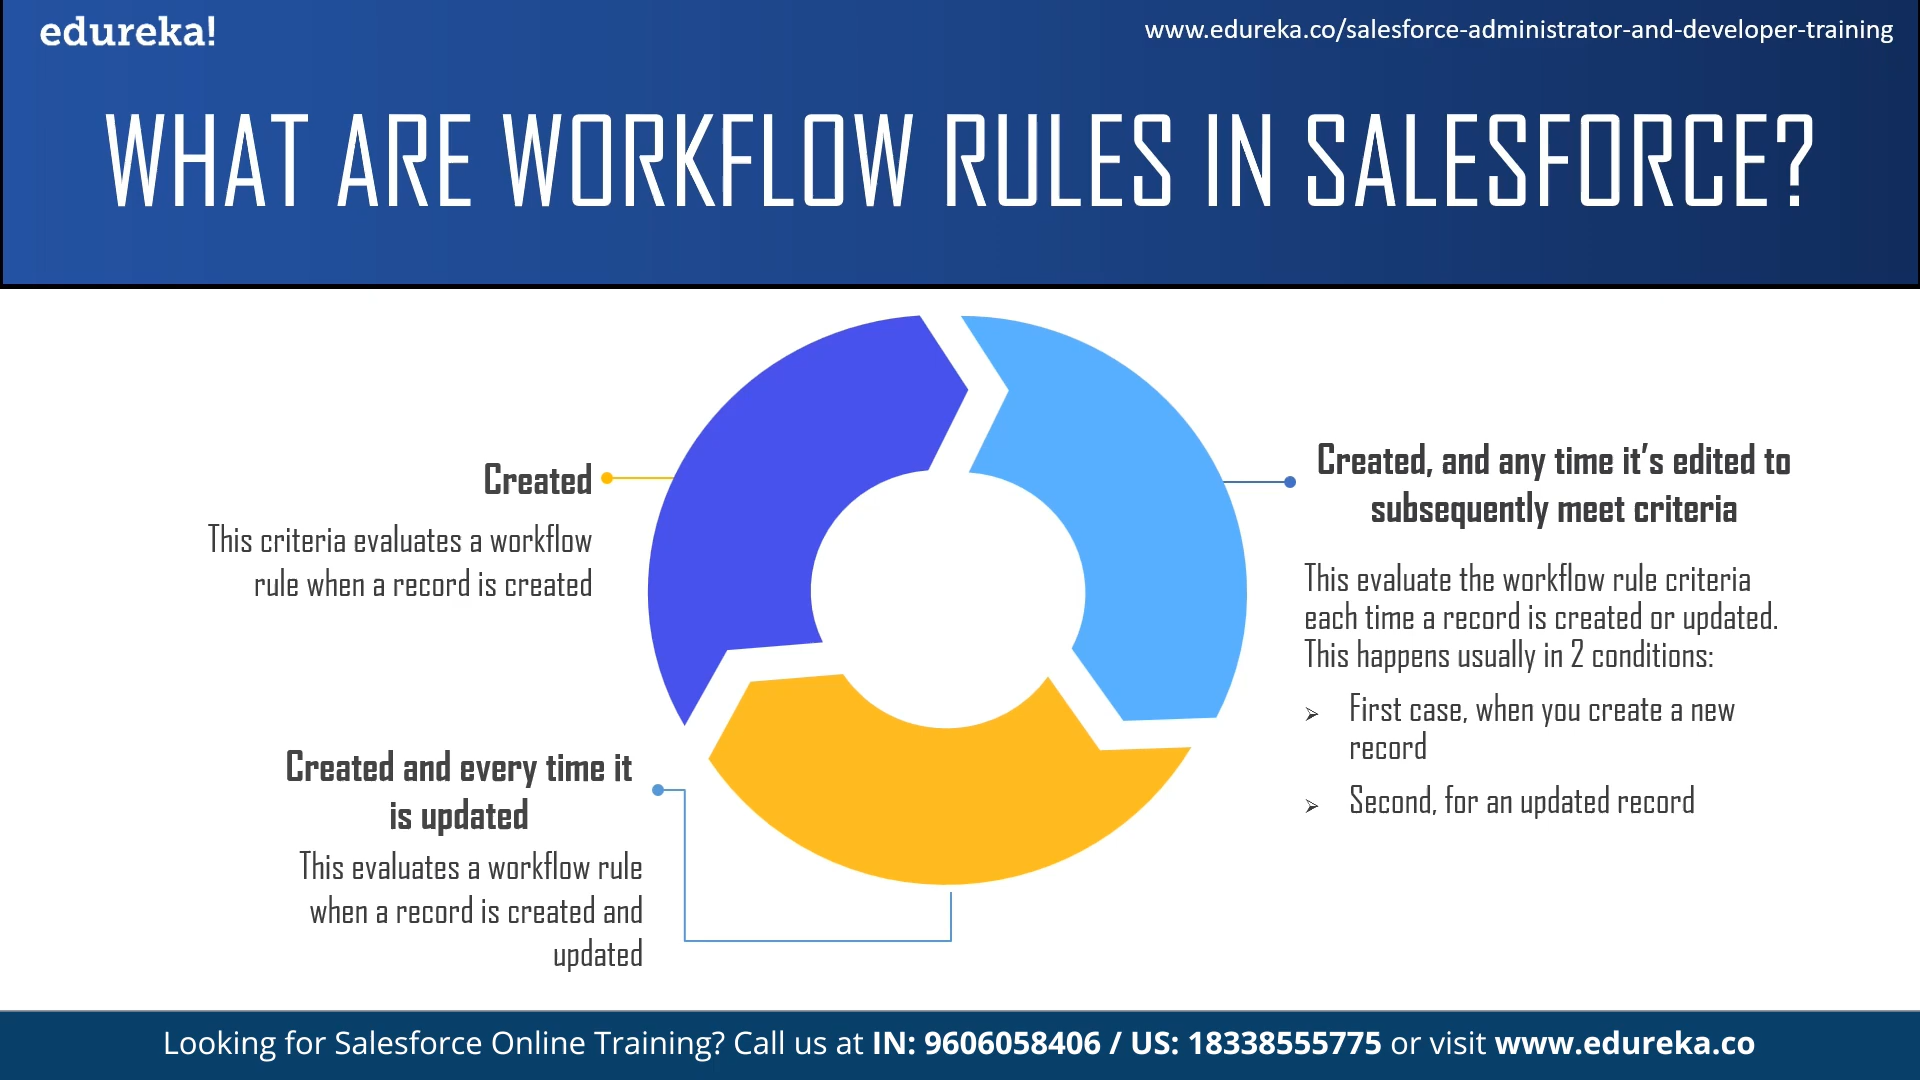 edureka!
www.edureka.co/salesforce-administrator-and-developer-training
WHAT ARE WORKFLOW RULES IN SALESFORCE?
Created
This criteria evaluates a workflow
rule when a record is created
Created and every time it
is updated
This evaluates a workflow rule
when a record is created and
updated
Created, and any time it’s edited to
subsequently meet criteria
This evaluate the workflow rule criteria
each time a record is created or updated.
This happens usually in 2 conditions:
➢ First case, when you create a new
record
➢ Second, for an updated record
Looking for Salesforce Online Training? Call us at IN: 9606058406 / US: 18338555775 or visit www.edureka.co